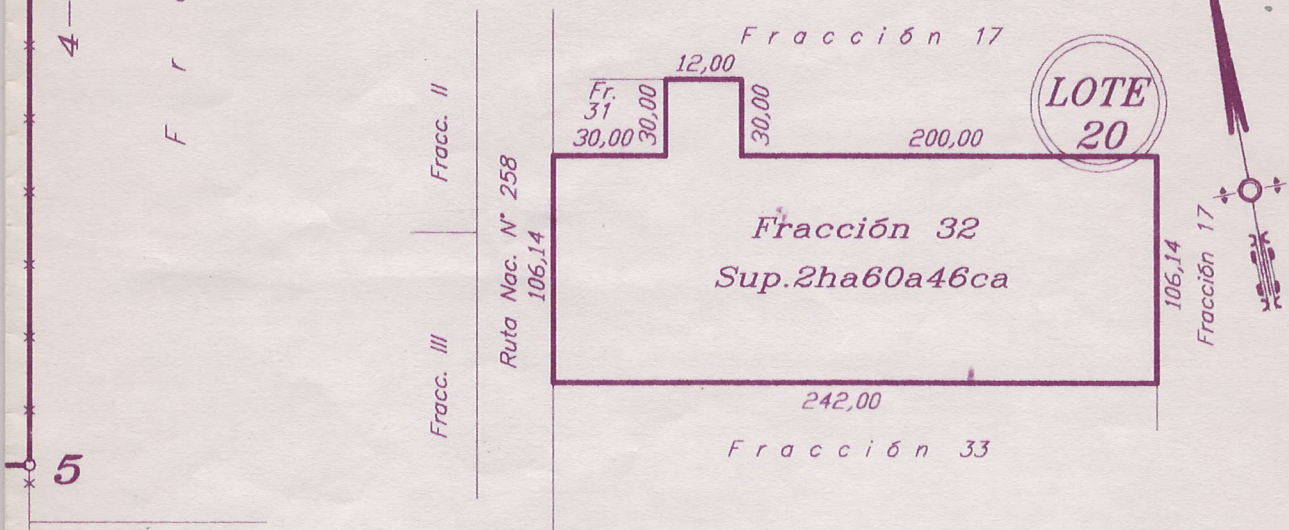 4
F r
Fracción 17
12,00
Fr.
31
30,00
30,00
30,00
200,00
LOTE
20
Fracc. II
Ruta Nac. N° 258
106,14
Fracción 32
Sup.2ha60a46ca
106,14
Fracción 17
Fracc. III
242,00
Fracción 33
5